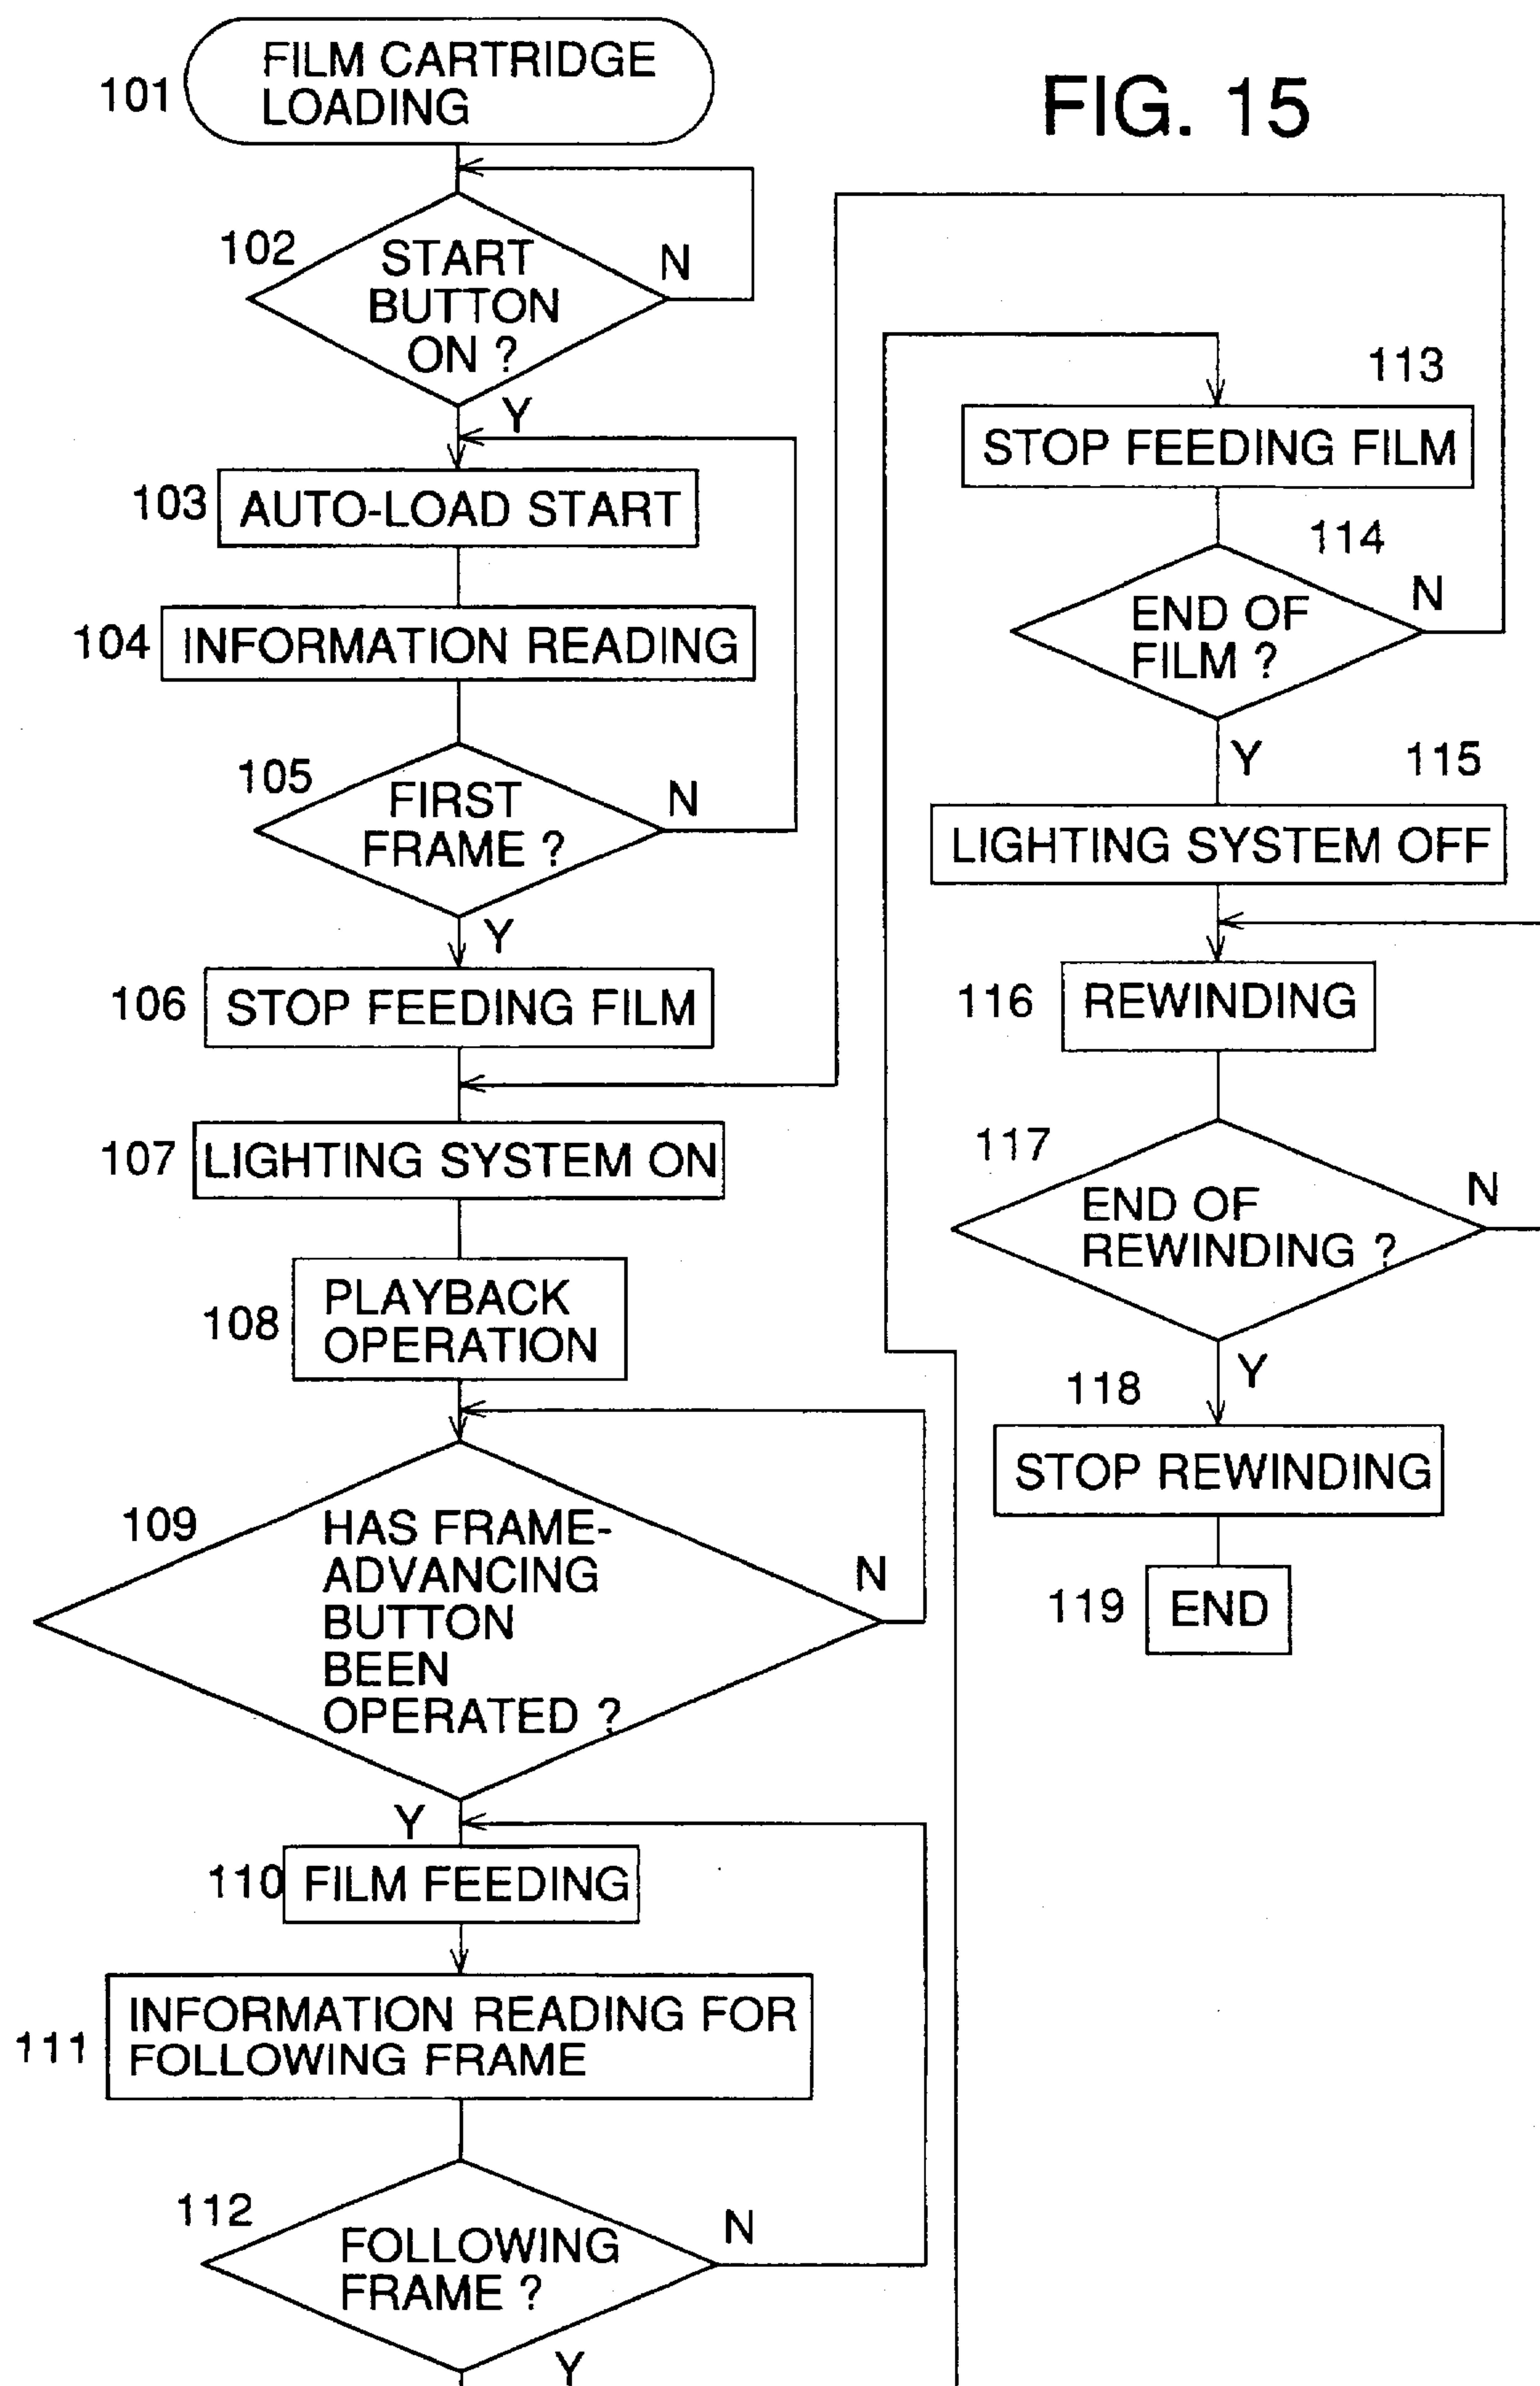 FIG. 15
101
FILM CARTRIDGE
LOADING
102
START
BUTTON
ON ?
N
Y
103
AUTO-LOAD START
104
INFORMATION READING
105
FIRST
FRAME ?
N
Y
106
STOP FEEDING FILM
107
LIGHTING SYSTEM ON
108
PLAYBACK
OPERATION
109
HAS FRAME-
ADVANCING
BUTTON
BEEN
OPERATED ?
N
Y
110
FILM FEEDING
111
INFORMATION READING FOR
FOLLOWING FRAME
112
FOLLOWING
FRAME ?
N
Y
113
STOP FEEDING FILM
114
END OF
FILM ?
N
Y
115
LIGHTING SYSTEM OFF
116
REWINDING
117
END OF
REWINDING ?
N
Y
118
STOP REWINDING
119
END